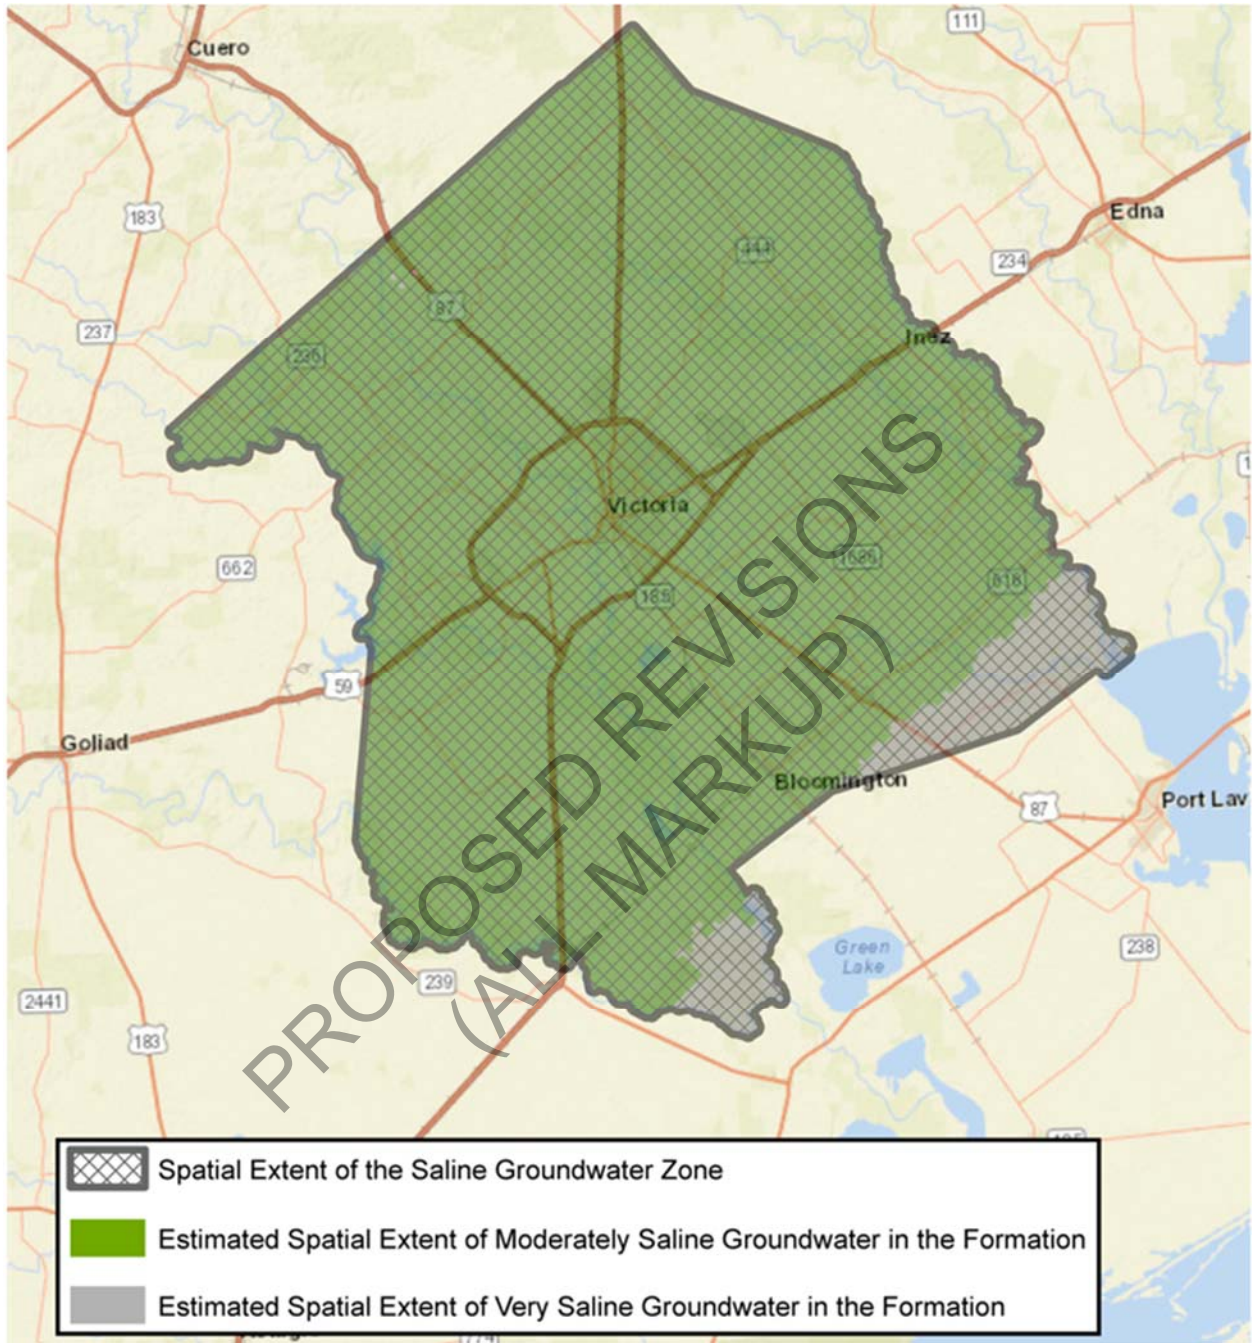 Cuero
111
183
Edna
444
234
87
237
Inez
236
Victoria
662
1686
616
185
59
Goliad
Bloomington
87
Port Lav
Green
Lake
238
239
2441
183
PROPOSED REVISIONS
(ALL MARKUP)
Spatial Extent of the Saline Groundwater Zone
Estimated Spatial Extent of Moderately Saline Groundwater in the Formation
Estimated Spatial Extent of Very Saline Groundwater in the Formation